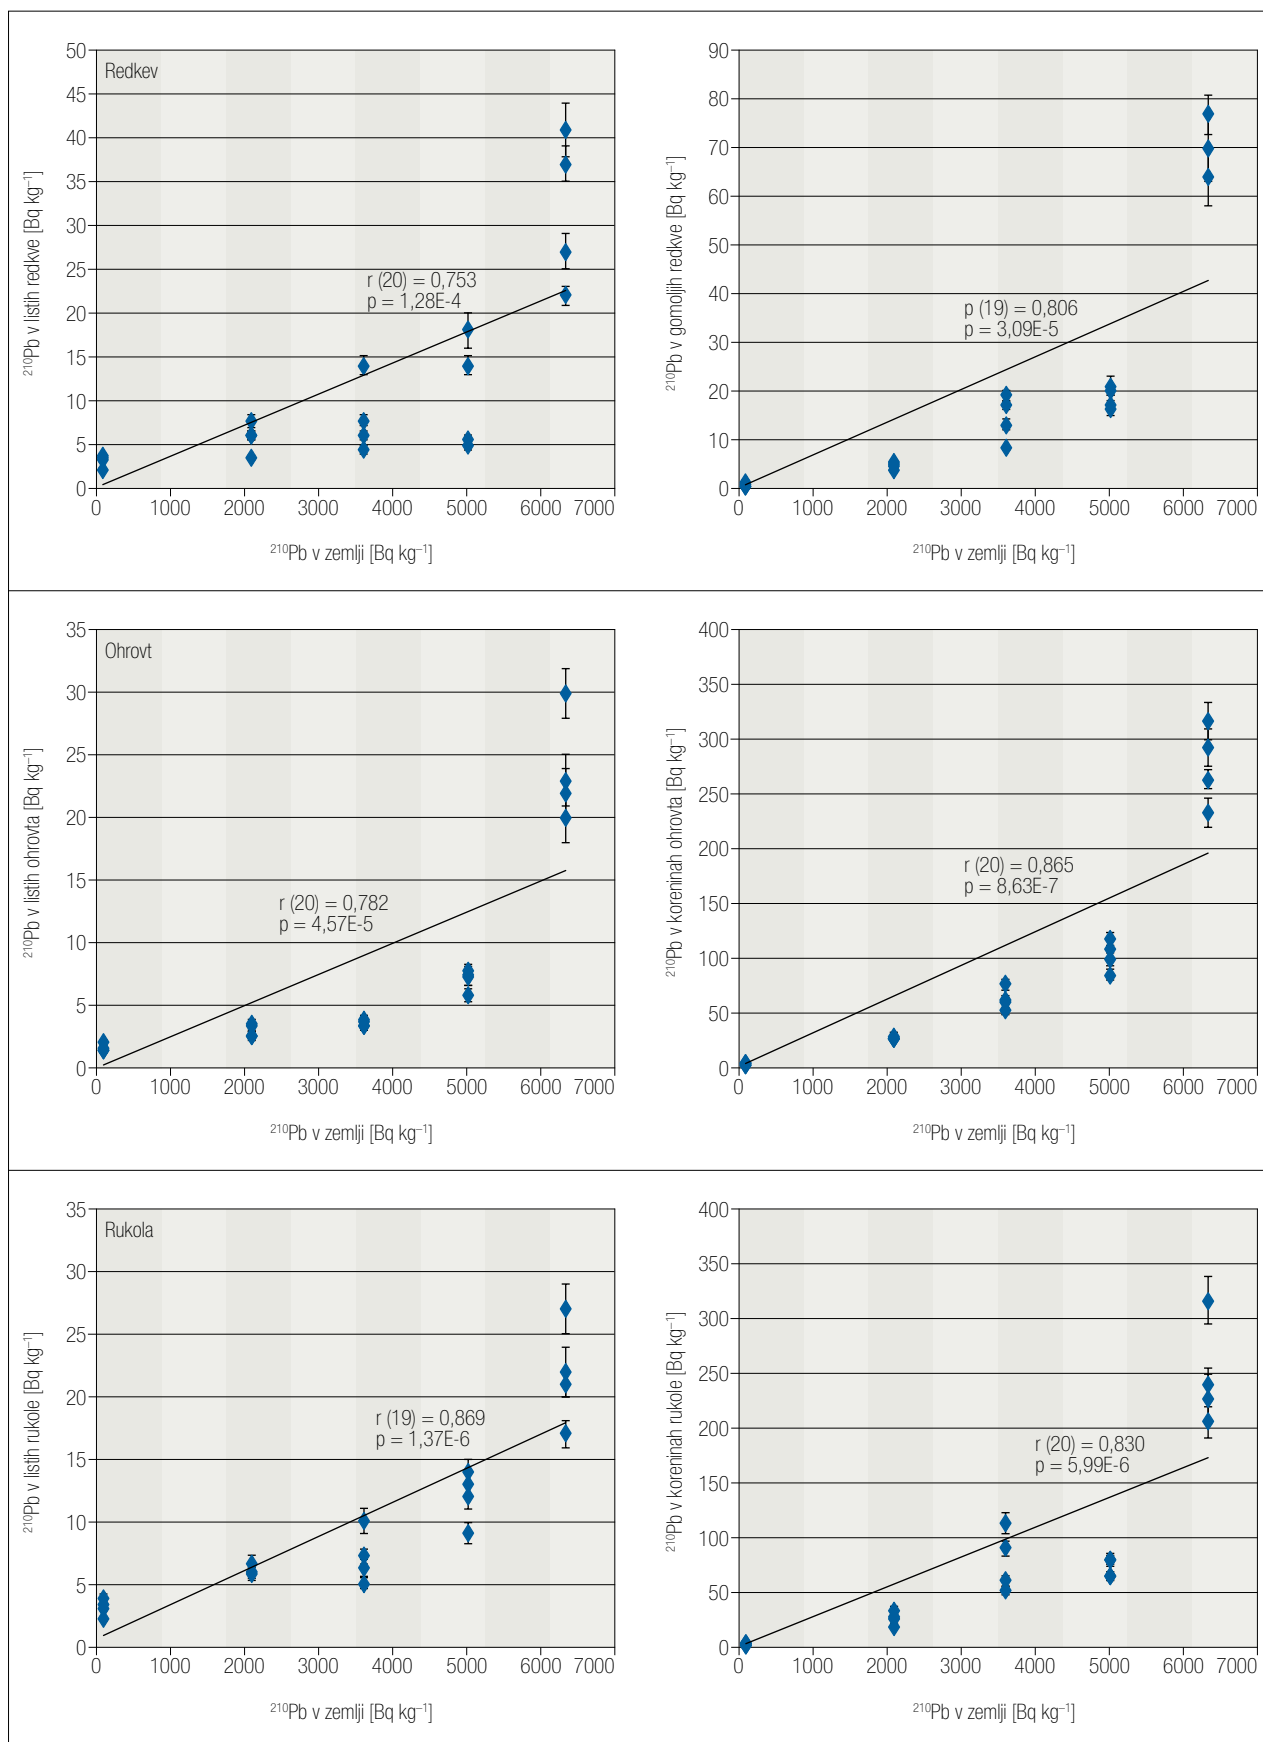 50
45
40
35
30
25
20
15
10
5
0
Redkev
²¹⁰Pb v listih redkve [Bq kg⁻¹]
r (20) = 0,753
p = 1,28E-4
0 1000 2000 3000 4000 5000 6000 7000
²¹⁰Pb v zemlji [Bq kg⁻¹]
90
80
70
60
50
40
30
20
10
0
²¹⁰Pb v gomoljih redkve [Bq kg⁻¹]
p (19) = 0,806
p = 3,09E-5
0 1000 2000 3000 4000 5000 6000 7000
²¹⁰Pb v zemlji [Bq kg⁻¹]
35
30
25
20
15
10
5
0
Ohrovt
²¹⁰Pb v listih ohrovta [Bq kg⁻¹]
r (20) = 0,782
p = 4,57E-5
0 1000 2000 3000 4000 5000 6000 7000
²¹⁰Pb v zemlji [Bq kg⁻¹]
400
350
300
250
200
150
100
50
0
²¹⁰Pb v koreninah ohrovta [Bq kg⁻¹]
r (20) = 0,865
p = 8,63E-7
0 1000 2000 3000 4000 5000 6000 7000
²¹⁰Pb v zemlji [Bq kg⁻¹]
35
30
25
20
15
10
5
0
Rukola
²¹⁰Pb v listih rukole [Bq kg⁻¹]
r (19) = 0,869
p = 1,37E-6
0 1000 2000 3000 4000 5000 6000 7000
²¹⁰Pb v zemlji [Bq kg⁻¹]
400
350
300
250
200
150
100
50
0
²¹⁰Pb v koreninah rukole [Bq kg⁻¹]
r (20) = 0,830
p = 5,99E-6
0 1000 2000 3000 4000 5000 6000 7000
²¹⁰Pb v zemlji [Bq kg⁻¹]